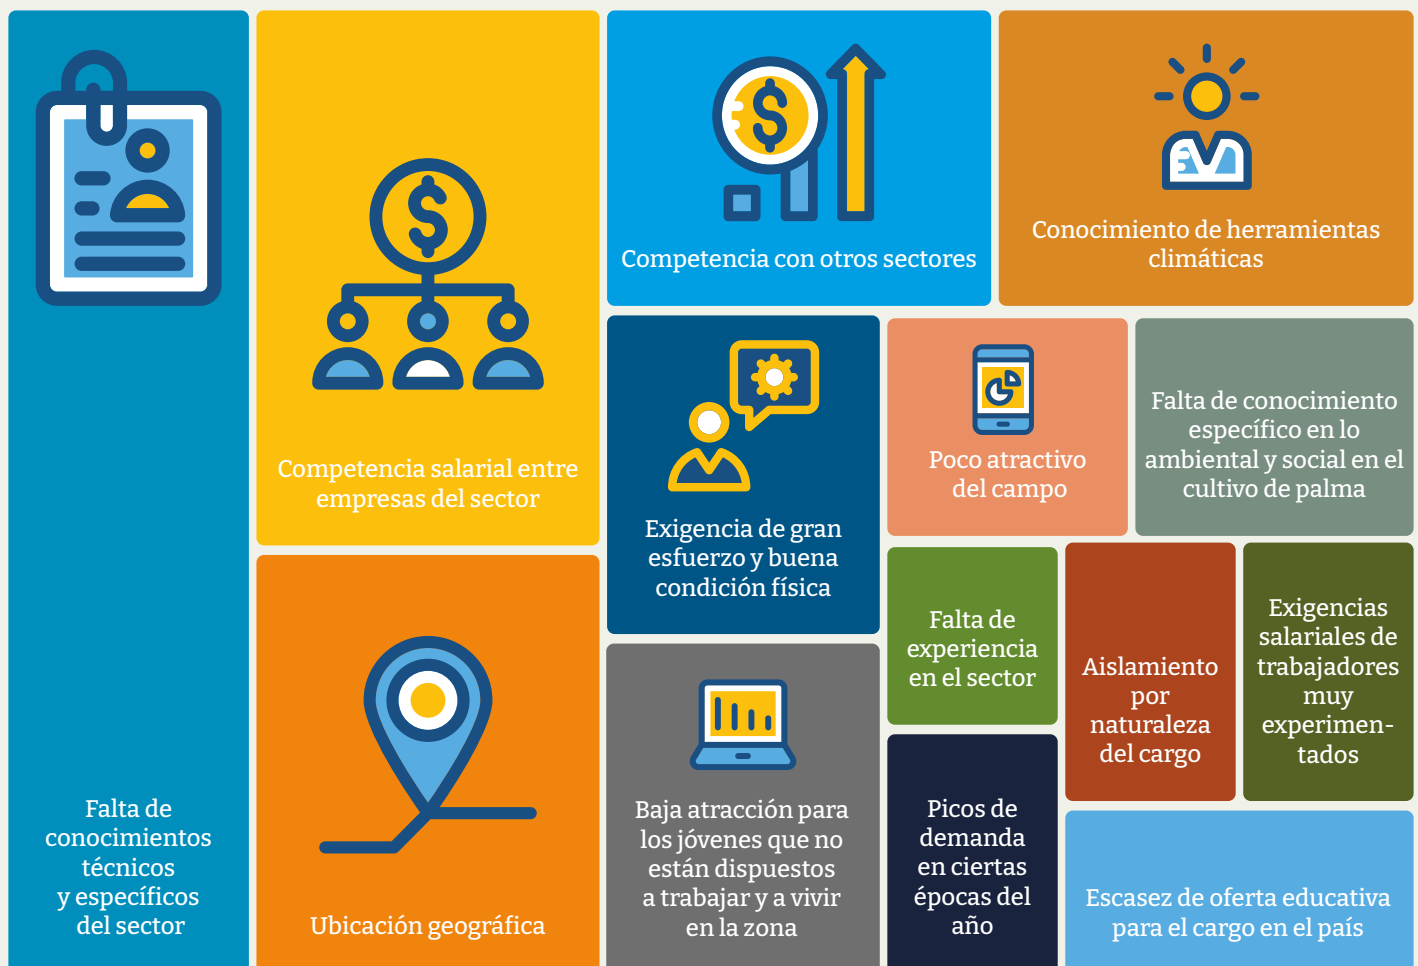 Falta de
conocimientos
técnicos
y específicos
del sector
Competencia salarial entre
empresas del sector
Ubicación geográfica
Competencia con otros sectores
Conocimiento de herramientas
climáticas
Exigencia de gran
esfuerzo y buena
condición física
Poco atractivo
del campo
Falta de conocimiento
específico en lo
ambiental y social en el
cultivo de palma
Baja atracción para
los jóvenes que no
están dispuestos
a trabajar y a vivir
en la zona
Falta de
experiencia
en el sector
Aislamiento
por
naturaleza
del cargo
Exigencias
salariales de
trabajadores
muy
experimen-
tados
Picos de
demanda
en ciertas
épocas del
año
Escasez de oferta educativa
para el cargo en el país